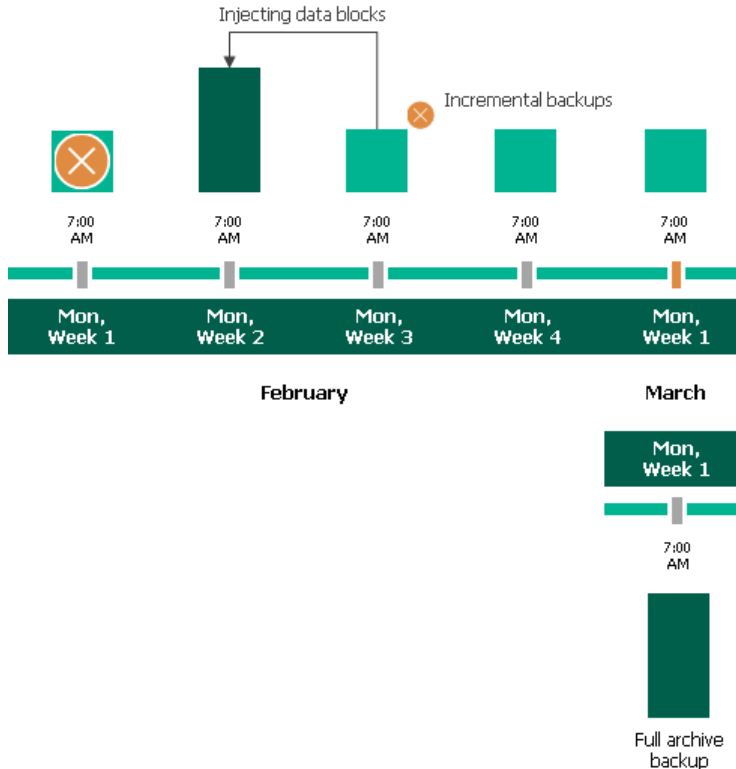 Injecting data blocks
Incremental backups
7:00
AM
7:00
AM
7:00
AM
7:00
AM
7:00
AM
Mon,
Week 1
Mon,
Week 2
Mon,
Week 3
Mon,
Week 4
Mon,
Week 1
February
March
Mon,
Week 1
7:00
AM
Full archive
backup